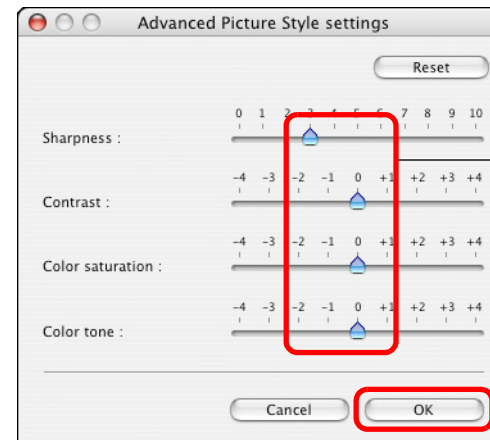 Advanced Picture Style settings
Reset
0 1 2 3 4 5 6 7 8 9 10
Sharpness :
-4 -3 -2 -1 0 +1 +2 +3 +4
Contrast :
-4 -3 -2 -1 0 +1 +2 +3 +4
Color saturation :
-4 -3 -2 -1 0 +1 +2 +3 +4
Color tone :
Cancel OK